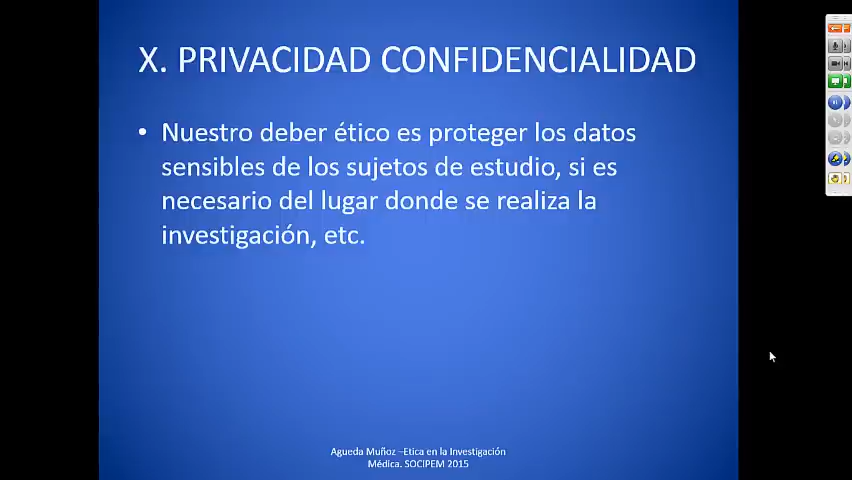 X. PRIVACIDAD CONFIDENCIALIDAD
• Nuestro deber ético es proteger los datos
sensibles de los sujetos de estudio, si es
necesario del lugar donde se realiza la
investigación, etc.
Agueda Muñoz –Etica en la Investigación
Médica. SOCIPEM 2015